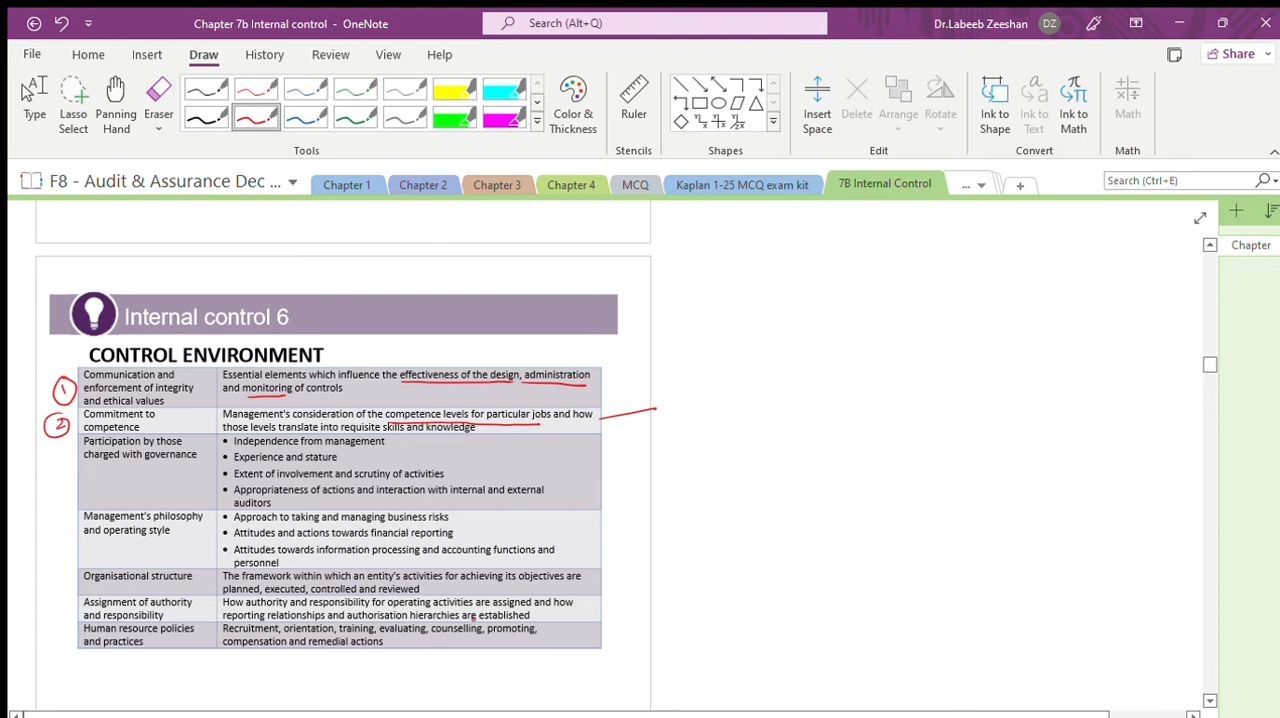 Chapter 7b Internal control - OneNote
Search (Alt+Q)
Dr.Labeeb Zeeshan
DZ
File
Home
Insert
Draw
History
Review
View
Help
Share
Type
Lasso
Select
Panning
Hand
Eraser
Color &
Thickness
Ruler
Insert
Space
Delete
Arrange
Rotate
Ink to
Shape
Ink to
Text
Ink to
Math
Math
Tools
Stencils
Shapes
Edit
Convert
Math
F8 - Audit & Assurance Dec ...
Chapter 1
Chapter 2
Chapter 3
Chapter 4
MCQ
Kaplan 1-25 MCQ exam kit
7B Internal Control
...
Search (Ctrl+E)
Chapter
Internal control 6
CONTROL ENVIRONMENT
1
Communication and
enforcement of integrity
and ethical values
Essential elements which influence the effectiveness of the design, administration
and monitoring of controls
2
Commitment to
competence
Management's consideration of the competence levels for particular jobs and how
those levels translate into requisite skills and knowledge
Participation by those
charged with governance
• Independence from management
• Experience and stature
• Extent of involvement and scrutiny of activities
• Appropriateness of actions and interaction with internal and external
auditors
Management's philosophy
and operating style
• Approach to taking and managing business risks
• Attitudes and actions towards financial reporting
• Attitudes towards information processing and accounting functions and
personnel
Organisational structure
The framework within which an entity's activities for achieving its objectives are
planned, executed, controlled and reviewed
Assignment of authority
and responsibility
How authority and responsibility for operating activities are assigned and how
reporting relationships and authorisation hierarchies are established
Human resource policies
and practices
Recruitment, orientation, training, evaluating, counselling, promoting,
compensation and remedial actions